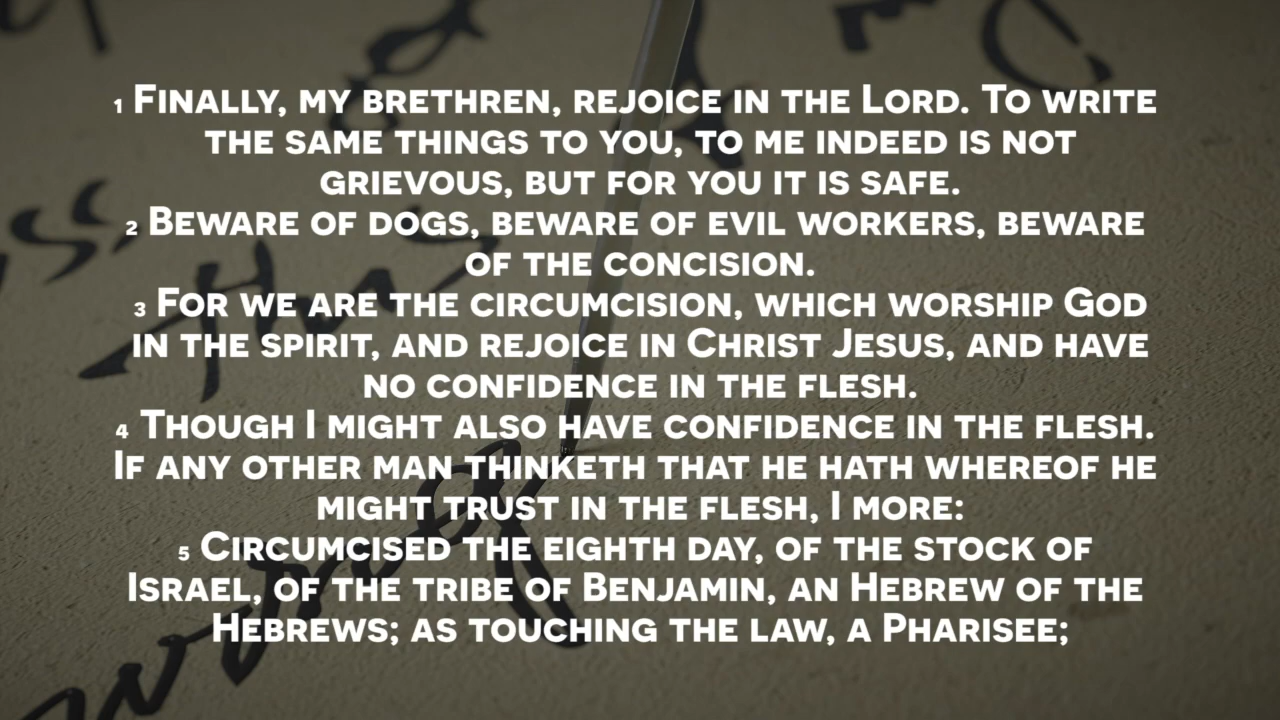 1 Finally, my brethren, rejoice in the Lord. To write
the same things to you, to me indeed is not
grievous, but for you it is safe.
2 Beware of dogs, beware of evil workers, beware
of the concision.
3 For we are the circumcision, which worship God
in the spirit, and rejoice in Christ Jesus, and have
no confidence in the flesh.
4 Though I might also have confidence in the flesh.
If any other man thinketh that he hath whereof he
might trust in the flesh, I more:
5 Circumcised the eighth day, of the stock of
Israel, of the tribe of Benjamin, an Hebrew of the
Hebrews; as touching the law, a Pharisee;